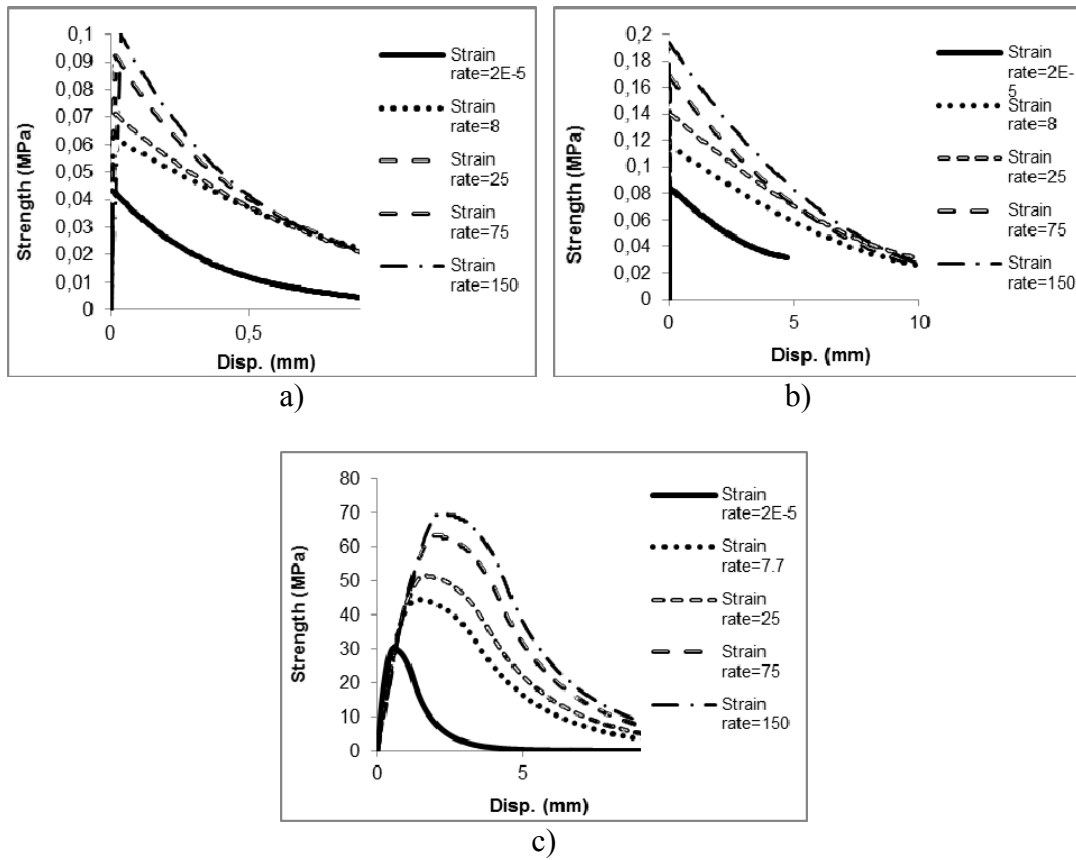 0,1
0,09
0,08
0,07
0,06
0,05
0,04
0,03
0,02
0,01
0
Strength (MPa)
0
0,5
Disp. (mm)
Strain
rate=2E-5
Strain
rate=8
Strain
rate=25
Strain
rate=75
Strain
rate=150
a)
0,2
0,18
0,16
0,14
0,12
0,1
0,08
0,06
0,04
0,02
0
Strength (MPa)
0
5
10
Disp. (mm)
Strain
rate=2E-
5
Strain
rate=8
Strain
rate=25
Strain
rate=75
Strain
rate=150
b)
80
70
60
50
40
30
20
10
0
Strength (MPa)
0
5
Disp. (mm)
Strain
rate=2E-5
Strain
rate=7.7
Strain
rate=25
Strain
rate=75
Strain
rate=150
c)